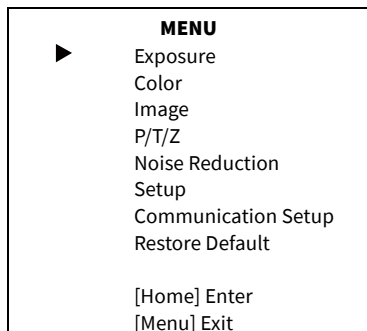 MENU
Exposure
Color
Image
P/T/Z
Noise Reduction
Setup
Communication Setup
Restore Default
[Home] Enter
[Menu] Exit